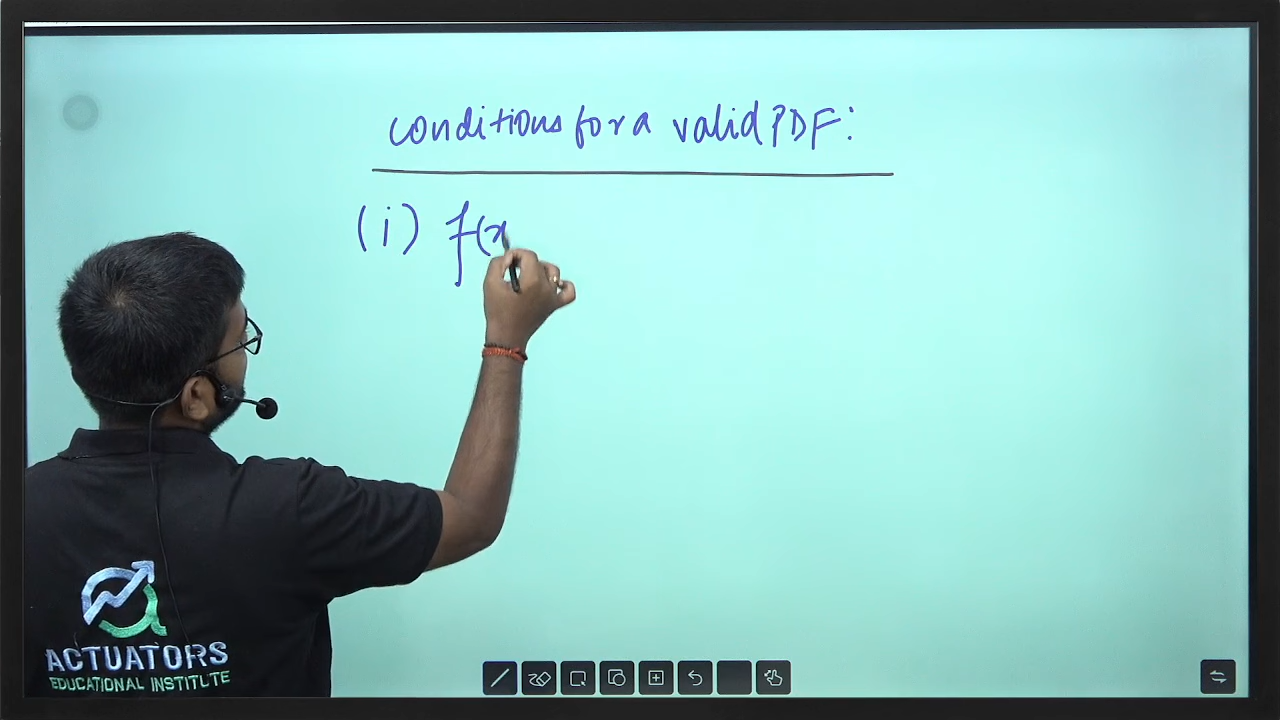 conditions for a valid PDF:
(i) f(x
ACTUATORS
EDUCATIONAL INSTITUTE